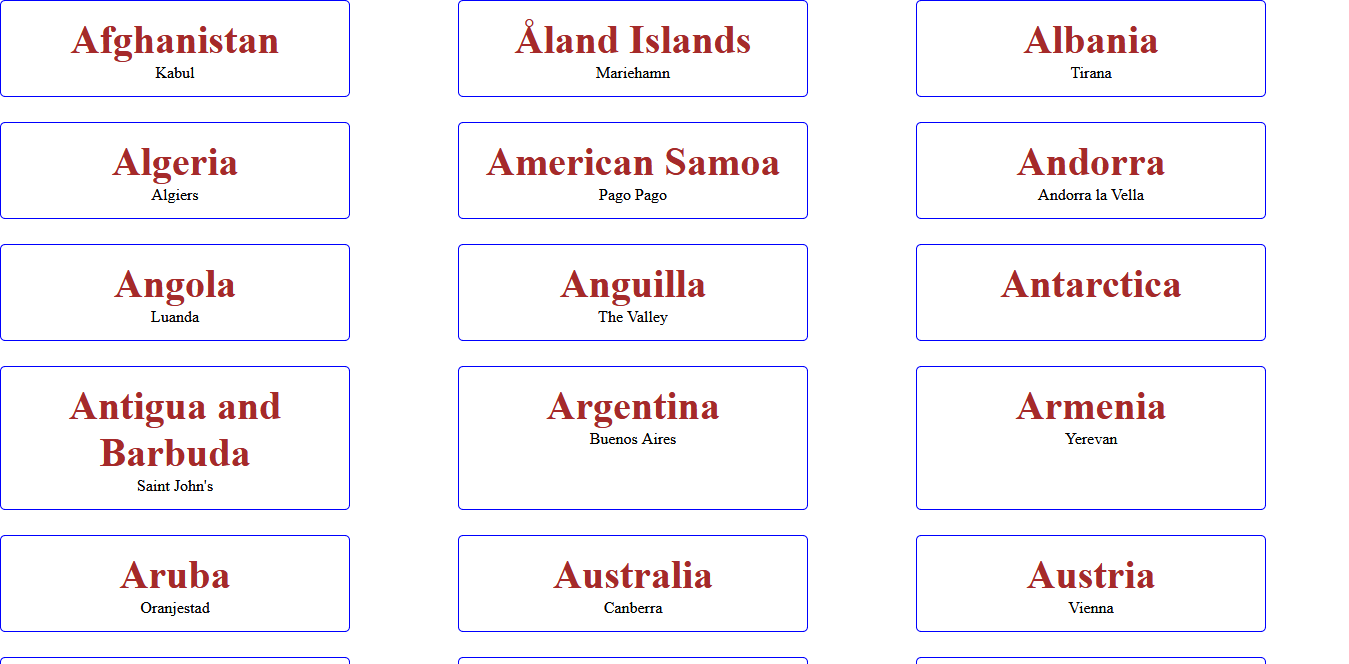 Afghanistan
Kabul
Åland Islands
Mariehamn
Albania
Tirana
Algeria
Algiers
American Samoa
Pago Pago
Andorra
Andorra la Vella
Angola
Luanda
Anguilla
The Valley
Antarctica
Antigua and
Barbuda
Saint John's
Argentina
Buenos Aires
Armenia
Yerevan
Aruba
Oranjestad
Australia
Canberra
Austria
Vienna